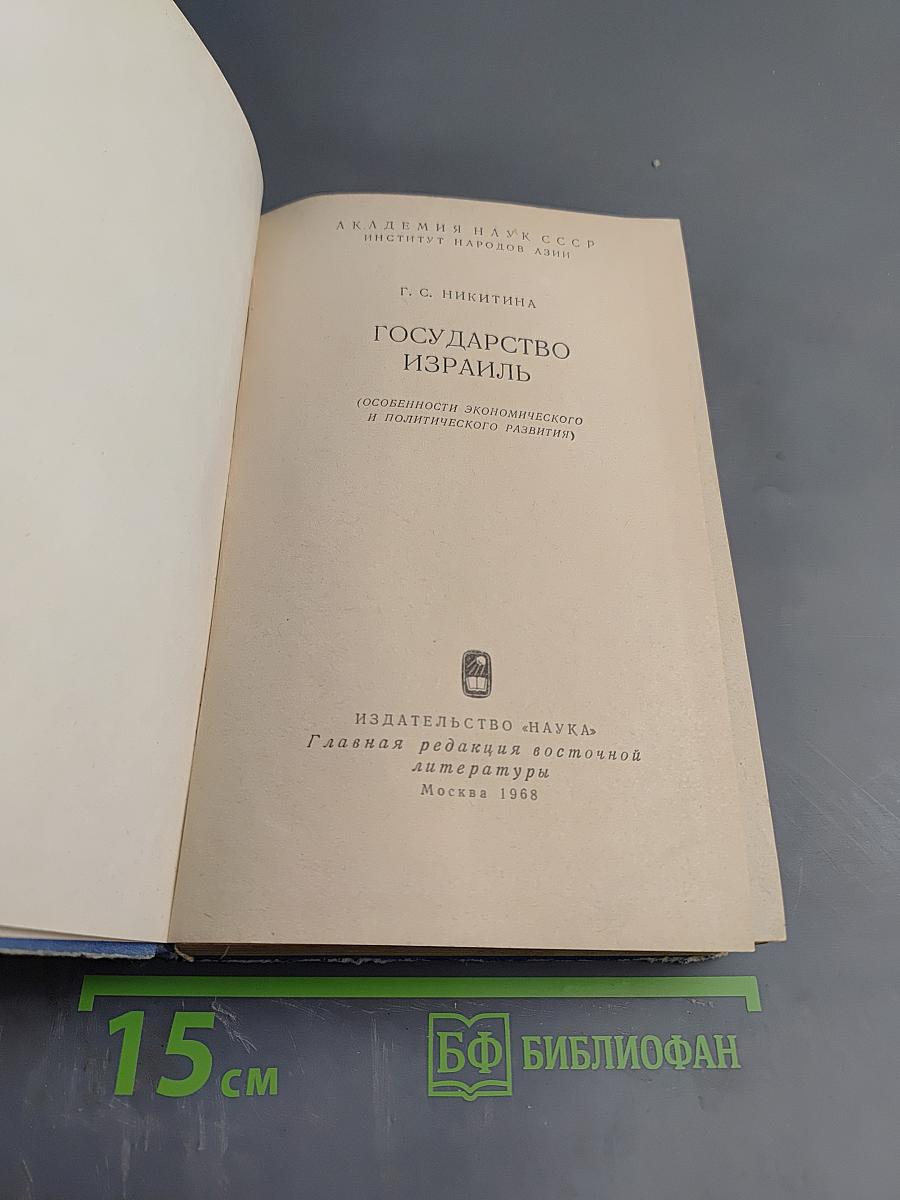 АКАДЕМИЯ НАУК СССР
ИНСТИТУТ НАРОДОВ АЗИИ
Г. С. НИКИТИНА
ГОСУДАРСТВО
ИЗРАИЛЬ
(ОСОБЕННОСТИ ЭКОНОМИЧЕСКОГО
И ПОЛИТИЧЕСКОГО РАЗВИТИЯ)
ИЗДАТЕЛЬСТВО «НАУКА»
Главная редакция восточной
литературы
Москва 1968
15 см
БФ БИБЛИОФАН